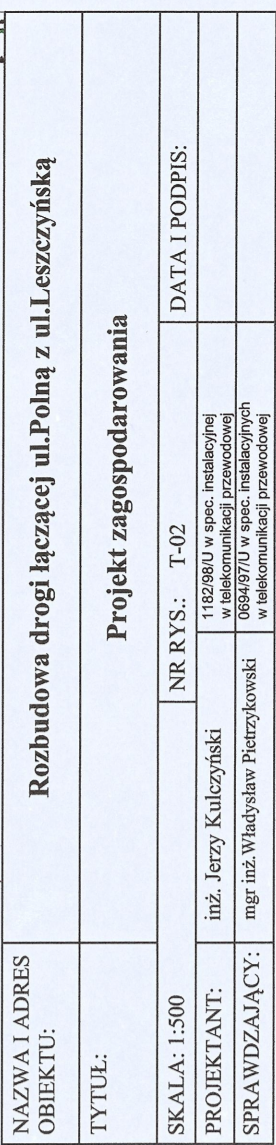 NAZWA I ADRES
OBIEKTU:
Rozbudowa drogi łączącej ul.Polną z ul.Leszczyńską
TYTUŁ:
Projekt zagospodarowania
SKALA: 1:500
NR RYS.: T-02
DATA I PODPIS:
PROJEKTANT:
inż. Jerzy Kulczyński
1182/98/U w spec. instalacyjnej
w telekomunikacji przewodowej
SPRAWDZAJĄCY:
mgr inż.Władysław Pietrzykowski
0694/97/U w spec. instalacyjnych
w telekomunikacji przewodowej